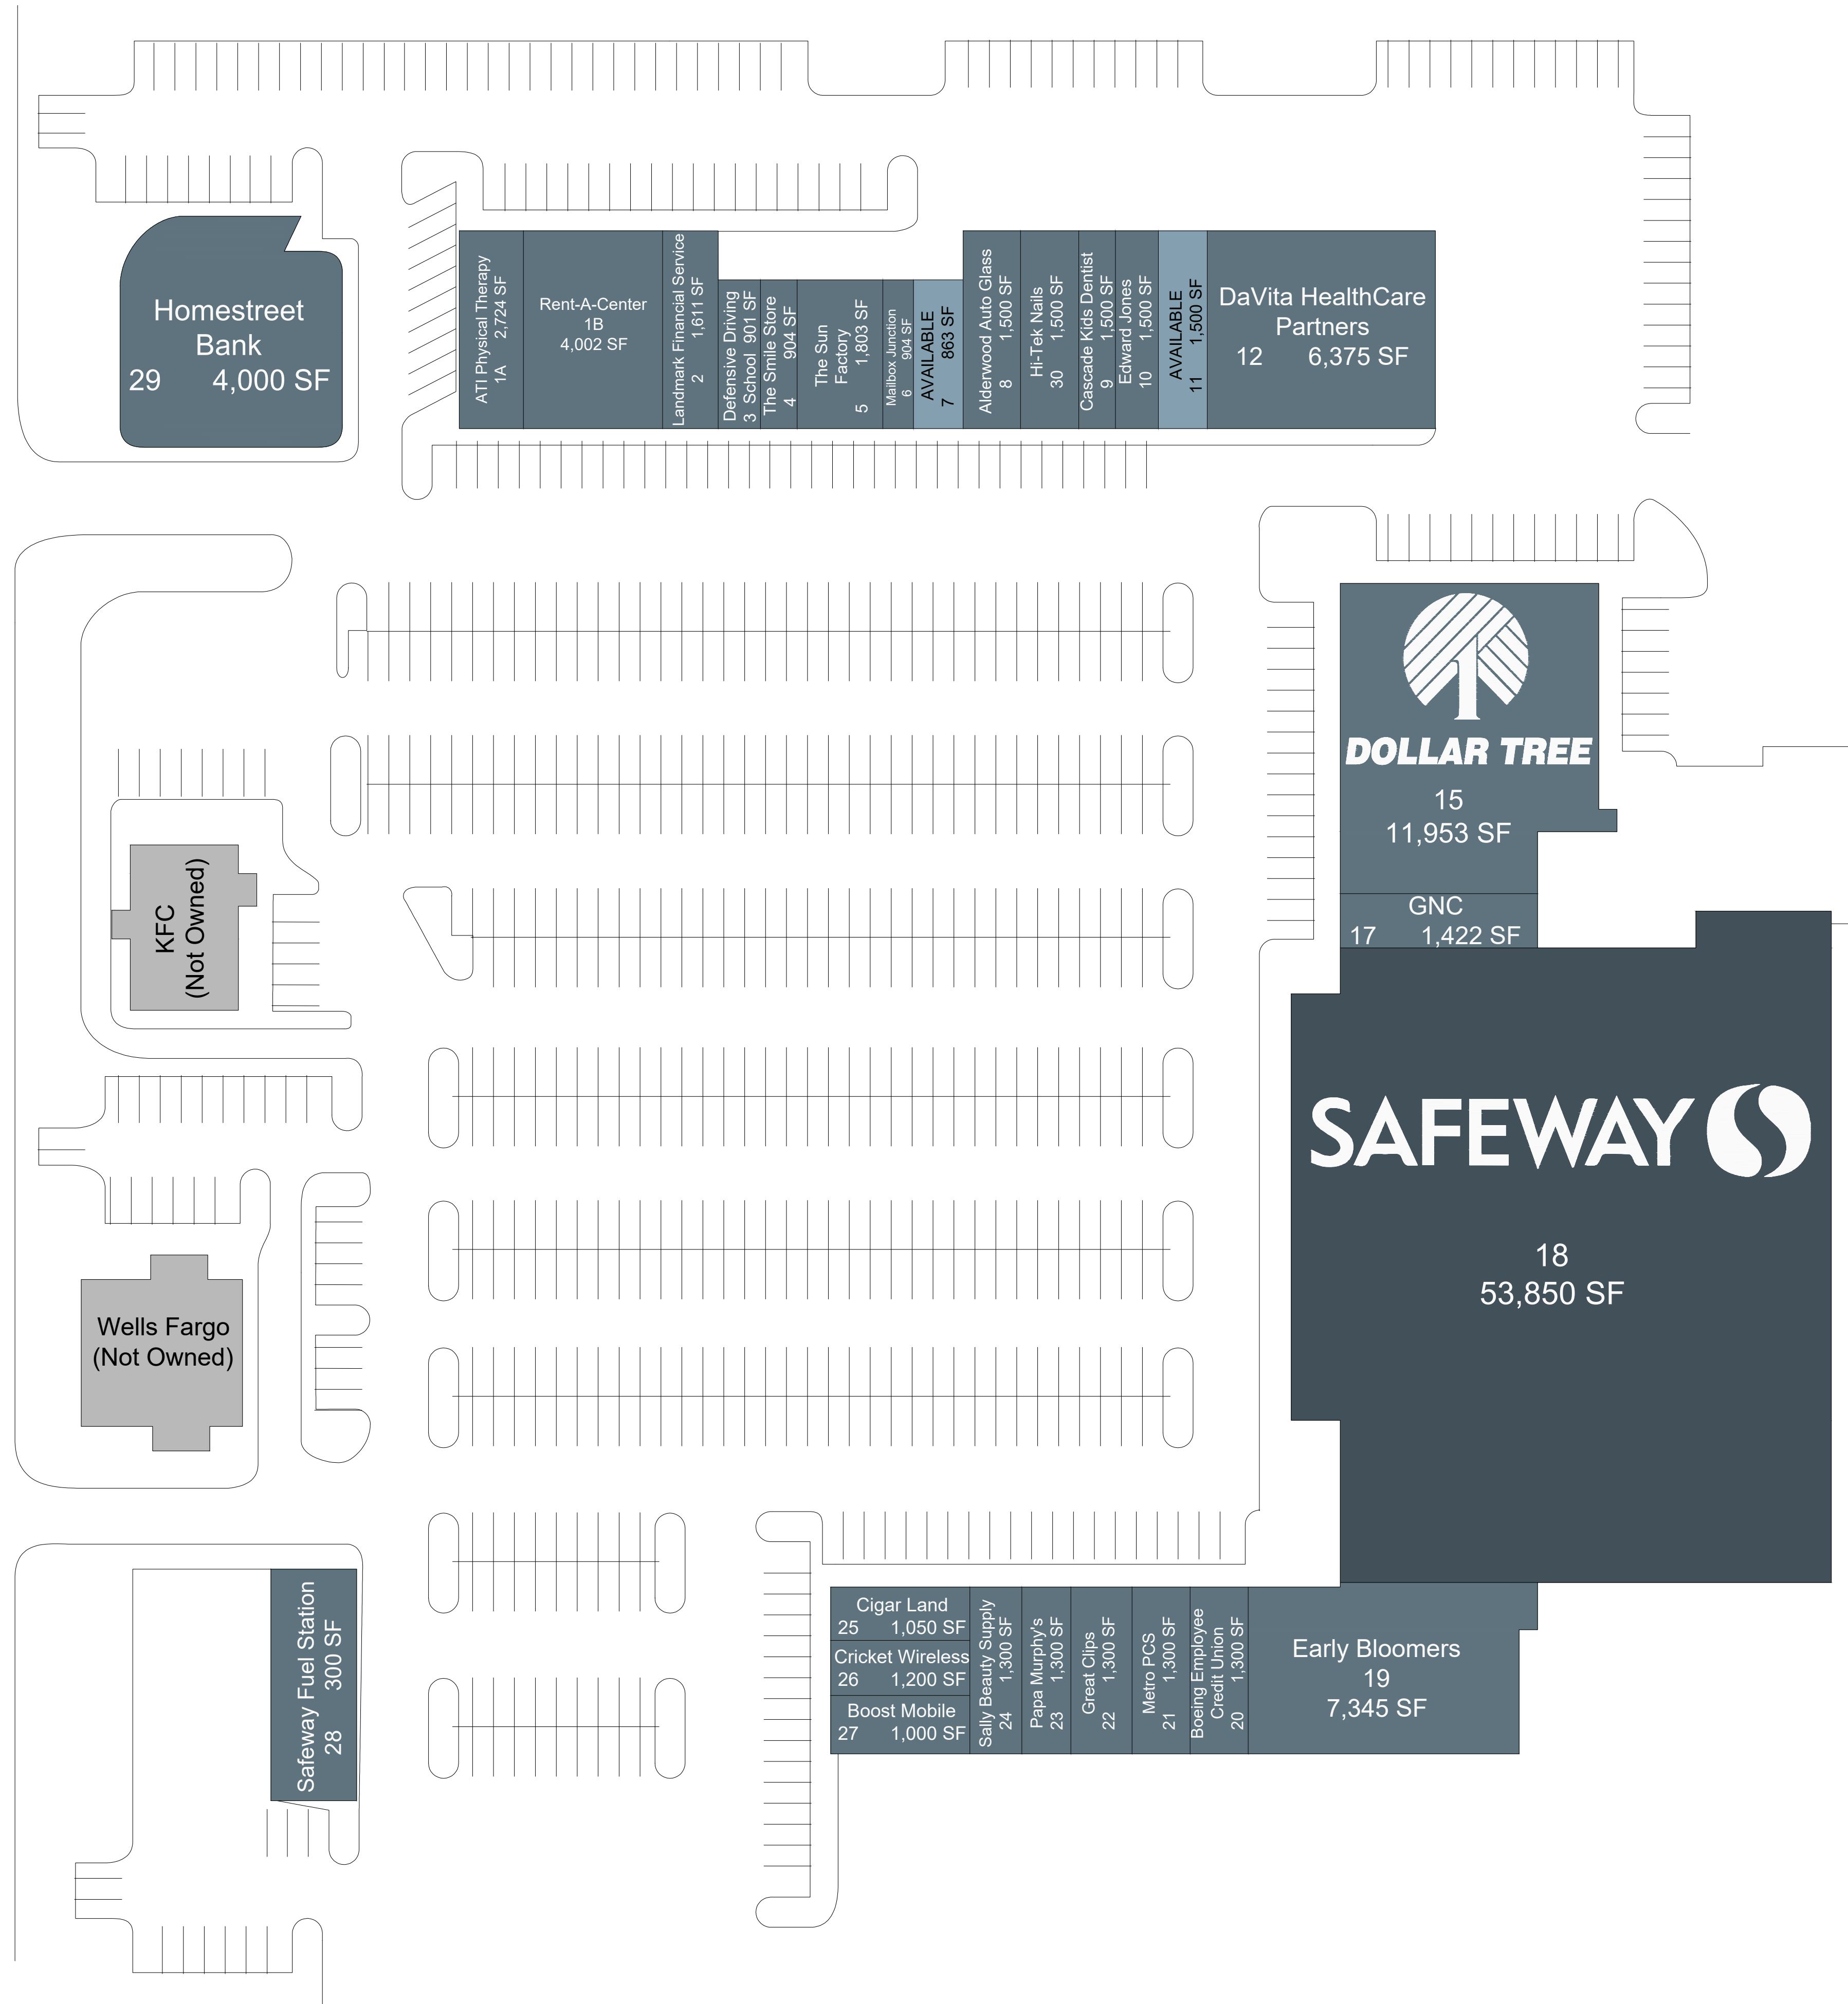 Homestreet
Bank
29 4,000 SF
ATI Physical Therapy
1A 2,724 SF
Rent-A-Center
1B
4,002 SF
Landmark Financial Service
2 1,611 SF
Defensive Driving
3 School 901 SF
The Smile Store
4 904 SF
The Sun
Factory
5 1,803 SF
Mailbox Junction
6 904 SF
AVAILABLE
7 863 SF
Alderwood Auto Glass
8 1,500 SF
Hi-Tek Nails
30 1,500 SF
Cascade Kids Dentist
9 1,500 SF
Edward Jones
10 1,500 SF
AVAILABLE
11 1,500 SF
DaVita HealthCare
Partners
12 6,375 SF
DOLLAR TREE
15
11,953 SF
GNC
17 1,422 SF
KFC
(Not Owned)
SAFEWAY
18
53,850 SF
Wells Fargo
(Not Owned)
Safeway Fuel Station
28 300 SF
Cigar Land
25 1,050 SF
Cricket Wireless
26 1,200 SF
Boost Mobile
27 1,000 SF
Sally Beauty Supply
24 1,300 SF
Papa Murphy's
23 1,300 SF
Great Clips
22 1,300 SF
Metro PCS
21 1,300 SF
Boeing Employee
Credit Union
20 1,300 SF
Early Bloomers
19
7,345 SF